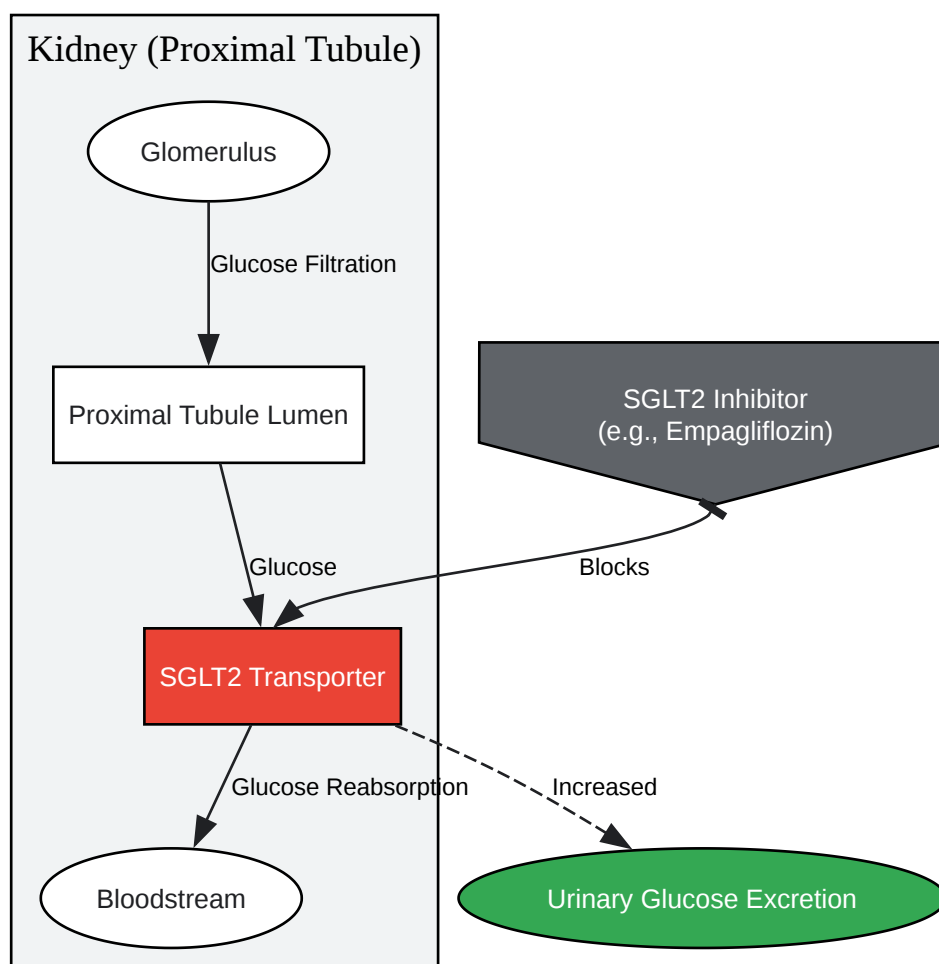 Kidney (Proximal Tubule)
Glomerulus
Glucose Filtration
Proximal Tubule Lumen
SGLT2 Inhibitor
(e.g., Empagliflozin)
Glucose
Blocks
SGLT2 Transporter
Glucose Reabsorption
Increased
Bloodstream
Urinary Glucose Excretion